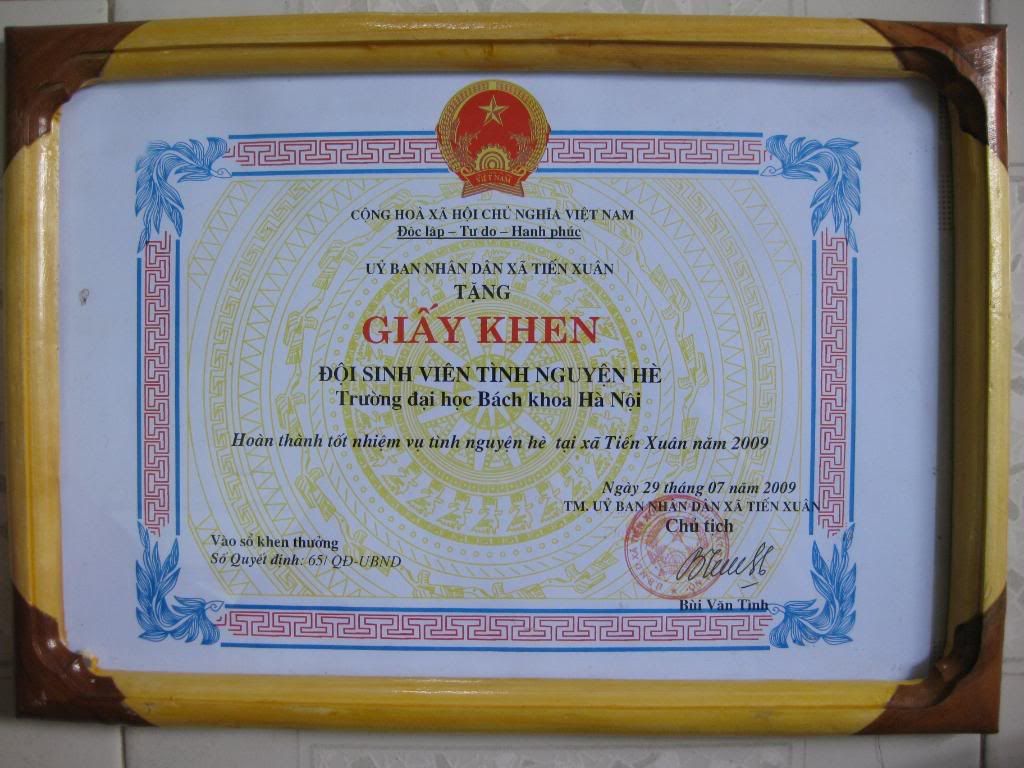 VIỆT NAM
CỘNG HOÀ XÃ HỘI CHỦ NGHĨA VIỆT NAM
Độc lập – Tự do – Hạnh phúc
UỶ BAN NHÂN DÂN XÃ TIẾN XUÂN
TẶNG
GIẤY KHEN
ĐỘI SINH VIÊN TÌNH NGUYỆN HÈ
Trường đại học Bách khoa Hà Nội
Hoàn thành tốt nhiệm vụ tình nguyện hè tại xã Tiến Xuân năm 2009
Ngày 29 tháng 07 năm 2009
TM. UỶ BAN NHÂN DÂN XÃ TIẾN XUÂN
Chủ tịch
Vào sổ khen thưởng
Số Quyết định: 65/ QĐ-UBND
Bùi Văn Tình